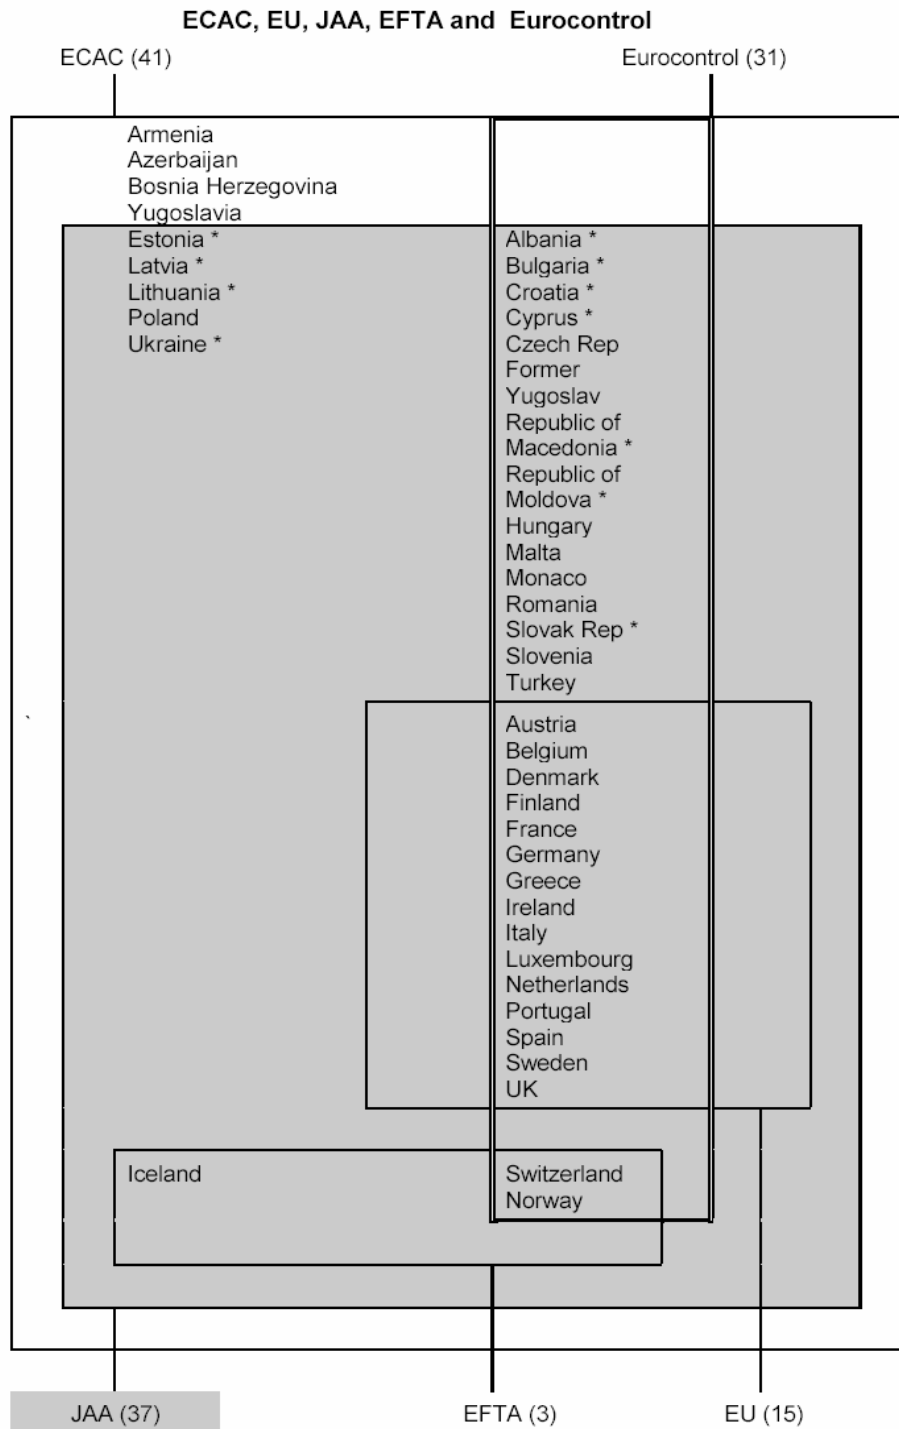 ECAC, EU, JAA, EFTA and Eurocontrol
ECAC (41)
Eurocontrol (31)
Armenia
Azerbaijan
Bosnia Herzegovina
Yugoslavia
Estonia *
Latvia *
Lithuania *
Poland
Ukraine *
Albania *
Bulgaria *
Croatia *
Cyprus *
Czech Rep
Former
Yugoslav
Republic of
Macedonia *
Republic of
Moldova *
Hungary
Malta
Monaco
Romania
Slovak Rep *
Slovenia
Turkey
Austria
Belgium
Denmark
Finland
France
Germany
Greece
Ireland
Italy
Luxembourg
Netherlands
Portugal
Spain
Sweden
UK
Iceland
Switzerland
Norway
JAA (37)
EFTA (3)
EU (15)